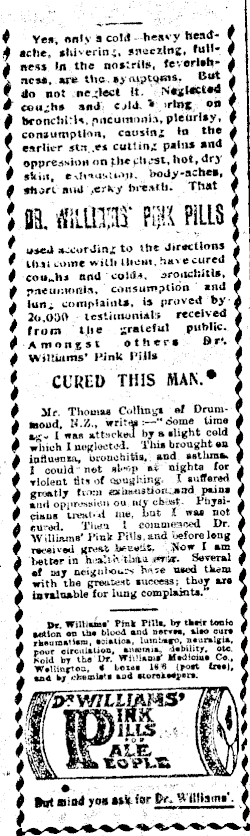 Yes, only a cold—heavy head-
ache, shivering, sneezing, full-
ness in the nostrils, feverish-
ness, are the symptoms. But
do not neglect it. Neglected
coughs and cold, bring on
bronchitis, pneumonia, pleurisy,
consumption, causing in the
earlier stages cutting pains and
oppression on the chest, hot, dry
skin, exhaustion, body-aches,
short and jerky breath. That
DR. WILLIAMS' PINK PILLS
used according to the directions
that come with them, have cured
coughs and colds, bronchitis,
pneumonia, consumption and
lung complaints, is proved by
20,000 testimonials received
from the grateful public.
Amongst others Dr.
Williams' Pink Pills
CURED THIS MAN.
Mr. Thomas Collings of Drum-
mond, N.Z., writes:—"Some time
ago I was attacked by a slight cold
which I neglected. This brought on
influenza, bronchitis, and asthma.
I could not sleep at nights for
violent fits of coughing. I suffered
greatly from exhaustion and pains
and oppression on my chest. Physi-
cians treated me, but I was not
cured. Then I commenced Dr.
Williams' Pink Pills, and before long
received great benefit. Now I am
better in health than ever. Several
of my neighbours have used them
with the greatest success; they are
invaluable for lung complaints."
Dr. Williams' Pink Pills, by their tonic
action on the blood and nerves, also cure
rheumatism, sciatica, lumbago, neuralgia,
poor circulation, anæmia, debility, etc.
Sold by the Dr. Williams' Medicine Co.,
Wellington, 6 boxes 16/6 (post free),
and by chemists and storekeepers.
DR WILLIAMS'
PINK
PILLS
FOR
PALE
PEOPLE
But mind you ask for Dr. Williams'.